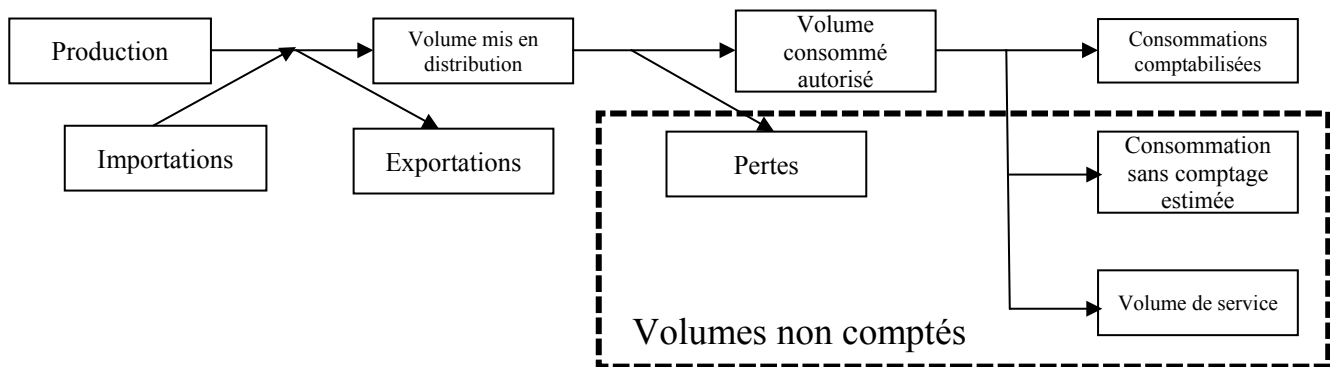 Production
Volume mis en
distribution
Volume
consommé
autorisé
Consommations
comptabilisées
Importations
Exportations
Pertes
Consommation
sans comptage
estimée
Volume de service
Volumes non comptés